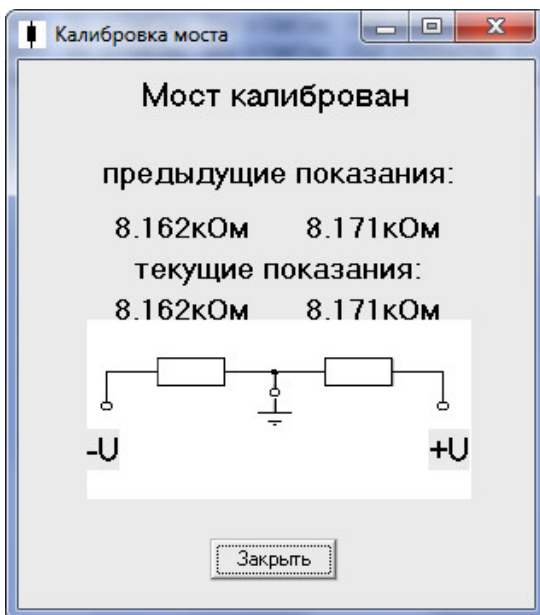 Калибровка моста
Мост калиброван
предыдущие показания:
8.162кОм 8.171кОм
текущие показания:
8.162кОм 8.171кОм
-U +U
Закрыть